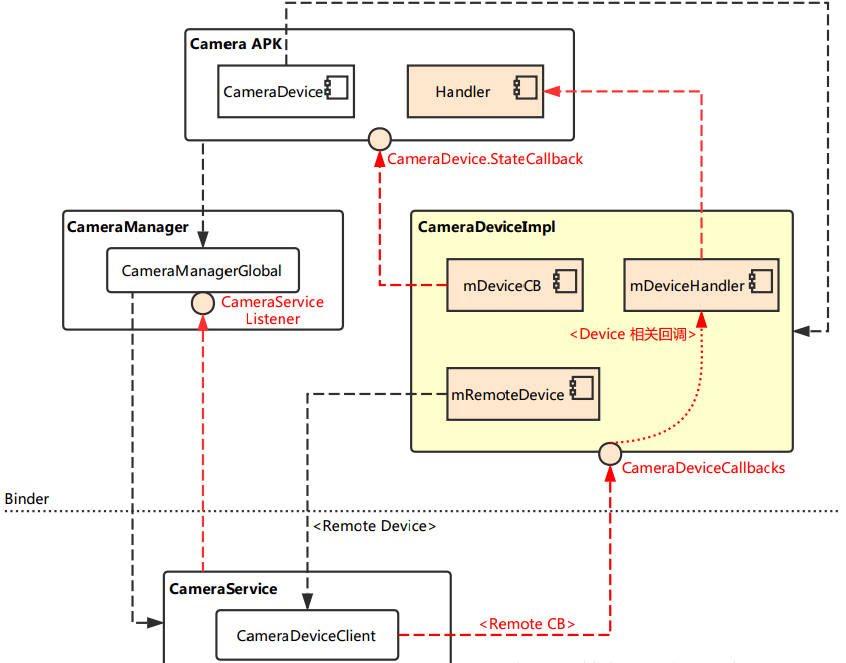 Camera APK
CameraDevice
Handler
CameraDevice.StateCallback
CameraManager
CameraManagerGlobal
CameraService
Listener
CameraDeviceImpl
mDeviceCB
mDeviceHandler
<Device 相关回调>
mRemoteDevice
CameraDeviceCallbacks
Binder
<Remote Device>
CameraService
CameraDeviceClient
<Remote CB>